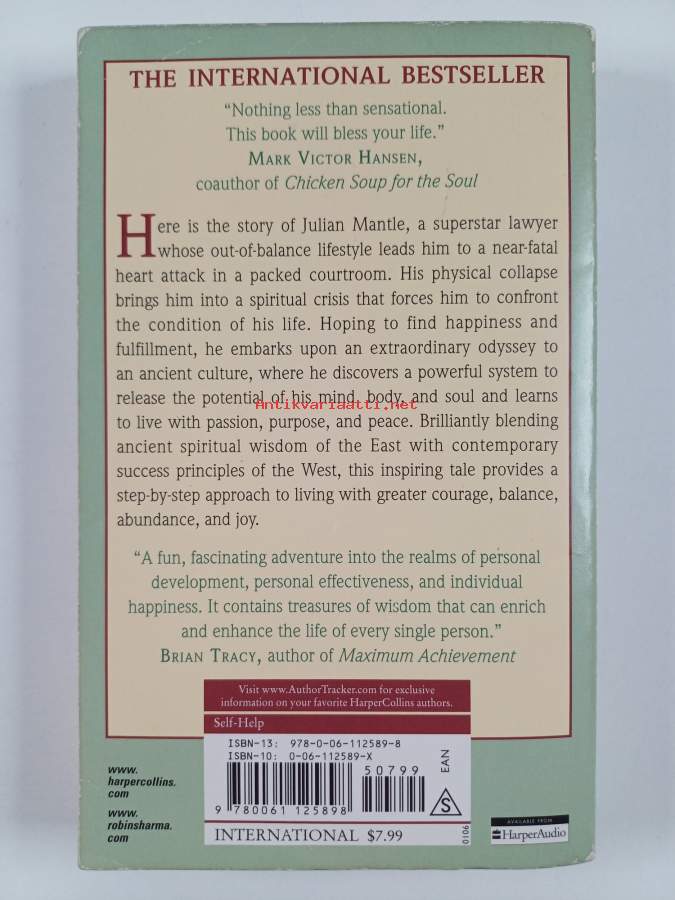 THE INTERNATIONAL BESTSELLER
“Nothing less than sensational.
This book will bless your life.”
MARK VICTOR HANSEN,
coauthor of Chicken Soup for the Soul
Here is the story of Julian Mantle, a superstar lawyer
whose out-of-balance lifestyle leads him to a near-fatal
heart attack in a packed courtroom. His physical collapse
brings him into a spiritual crisis that forces him to confront
the condition of his life. Hoping to find happiness and
fulfillment, he embarks upon an extraordinary odyssey to
an ancient culture, where he discovers a powerful system to
release the potential of his mind, body, and soul and learns
Antikvariaatti.net
to live with passion, purpose, and peace. Brilliantly blending
ancient spiritual wisdom of the East with contemporary
success principles of the West, this inspiring tale provides a
step-by-step approach to living with greater courage, balance,
abundance, and joy.
“A fun, fascinating adventure into the realms of personal
development, personal effectiveness, and individual
happiness. It contains treasures of wisdom that can enrich
and enhance the life of every single person.”
BRIAN TRACY, author of Maximum Achievement
Visit www.AuthorTracker.com for exclusive
information on your favorite HarperCollins authors.
Self-Help
ISBN-13: 978-0-06-112589-8
ISBN-10: 0-06-112589-X
50799
EAN
S
9 780061 125898
INTERNATIONAL $7.99
0106
www.
harpercollins.
com
www.
robinsharma.
com
AVAILABLE FROM
HarperAudio